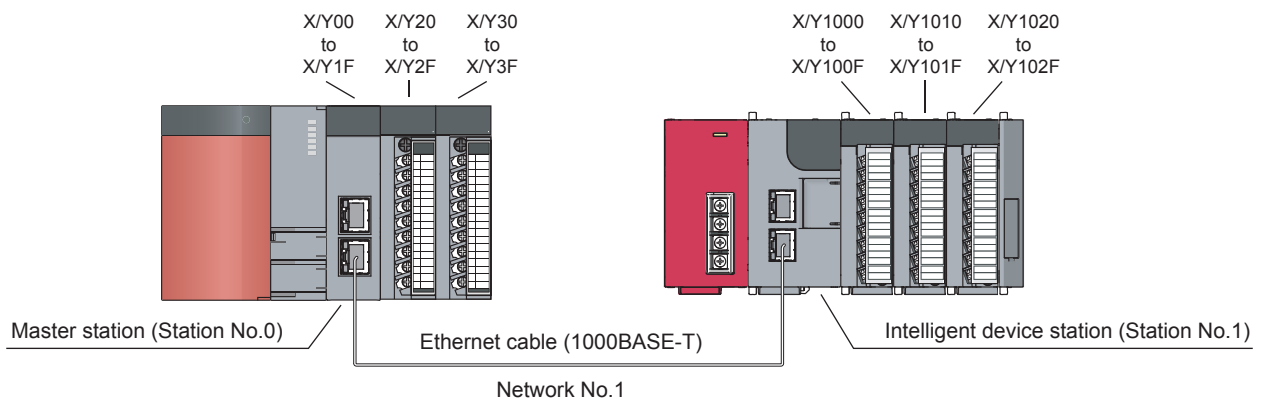 X/Y00 X/Y20 X/Y30 X/Y1000 X/Y1010 X/Y1020
to to to to to to
X/Y1F X/Y2F X/Y3F X/Y100F X/Y101F X/Y102F
Master station (Station No.0) Ethernet cable (1000BASE-T) Intelligent device station (Station No.1)
Network No.1